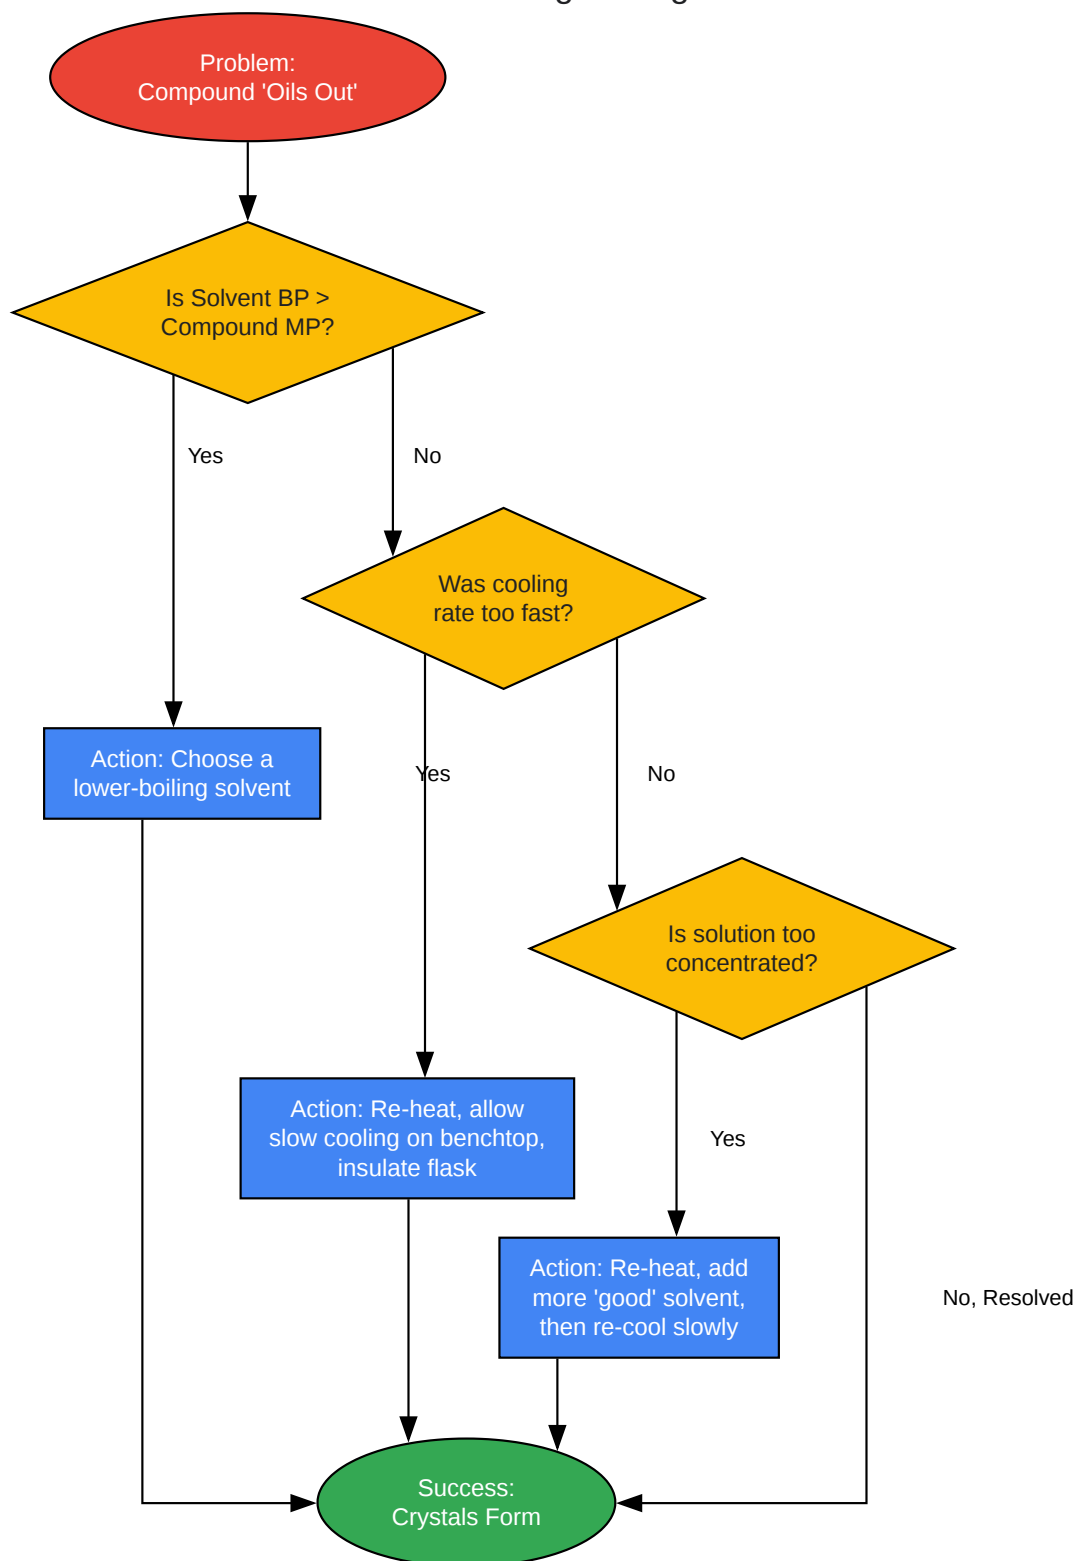 Problem:
Compound 'Oils Out'
Is Solvent BP >
Compound MP?
Yes
No
Was cooling
rate too fast?
Action: Choose a
lower-boiling solvent
Yes
No
Is solution too
concentrated?
Action: Re-heat, allow
slow cooling on benchtop,
insulate flask
Yes
Action: Re-heat, add
more 'good' solvent,
then re-cool slowly
No, Resolved
Success:
Crystals Form